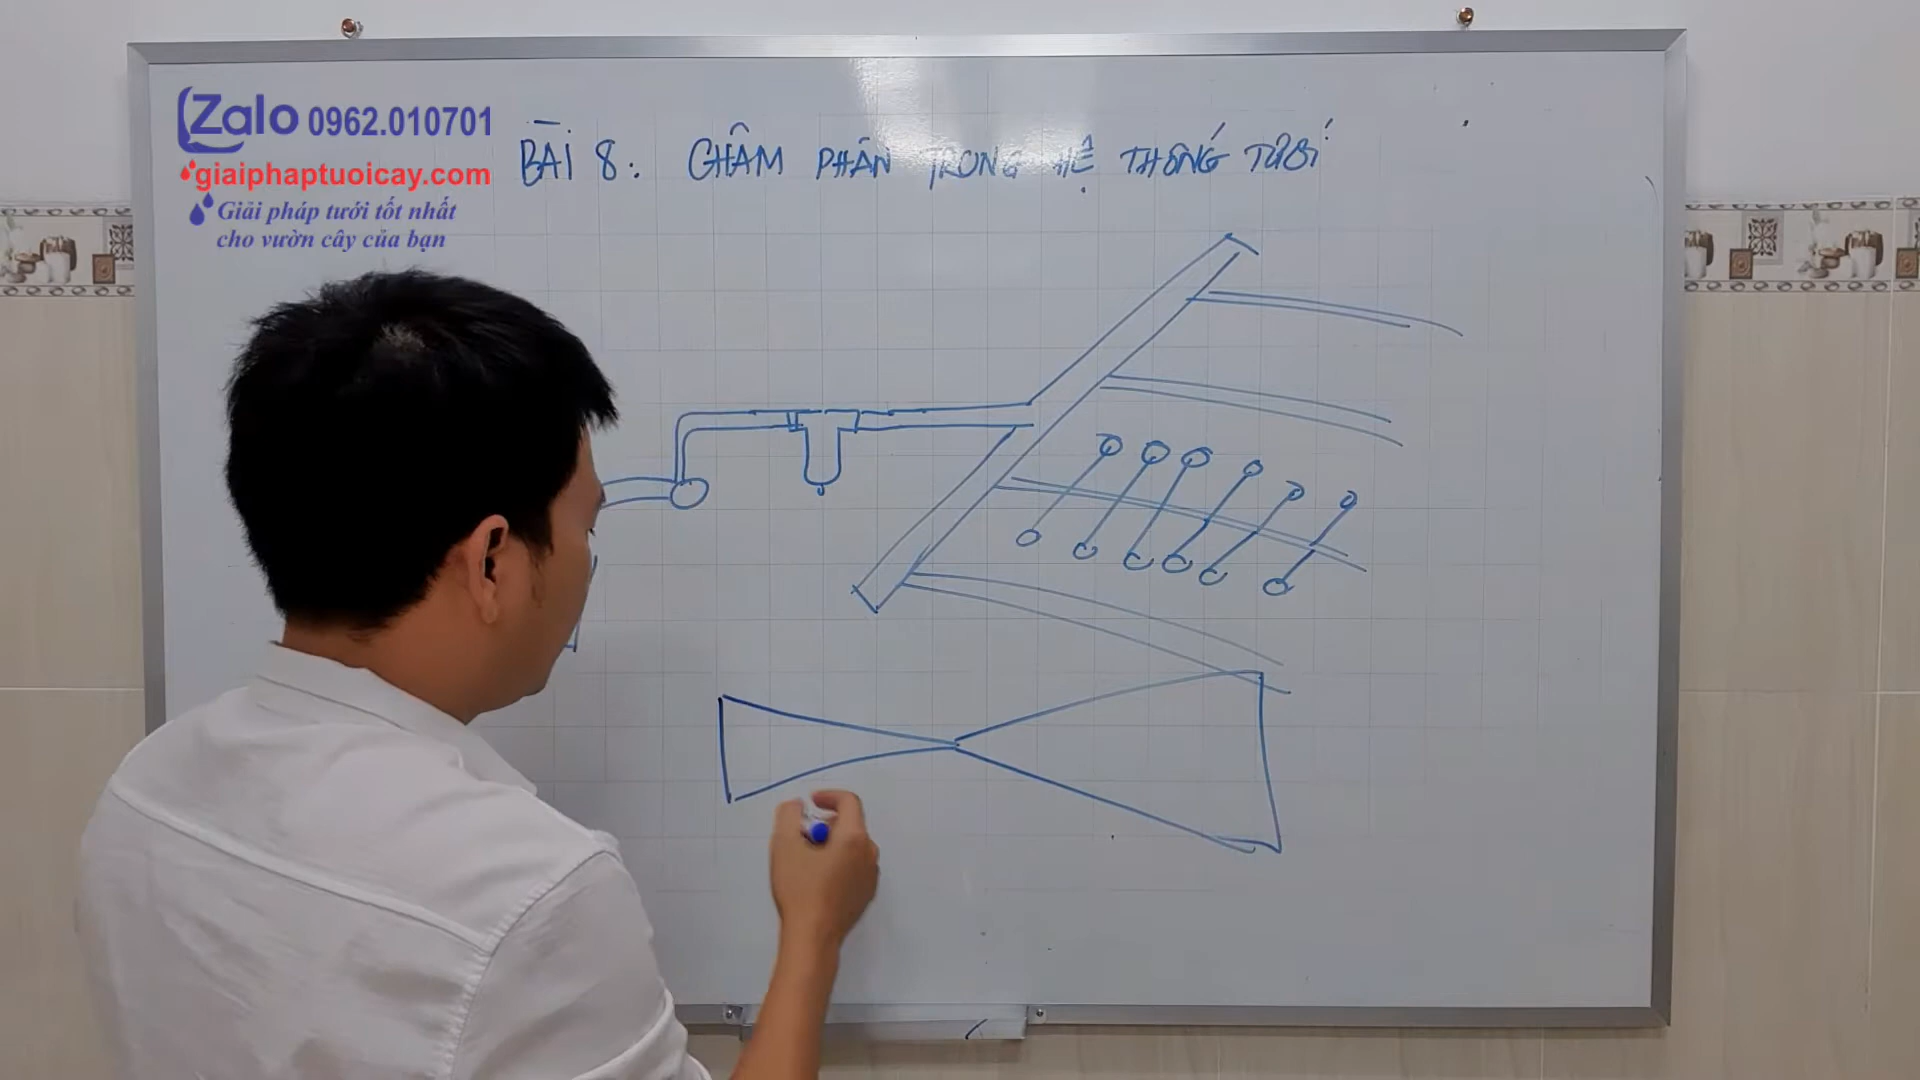 Zalo 0962.010701
giaiphaptuoicay.com
Giải pháp tưới tốt nhất
cho vườn cây của bạn
BÀI 8: CHÂM PHÂN TRONG HỆ THỐNG TƯỚI